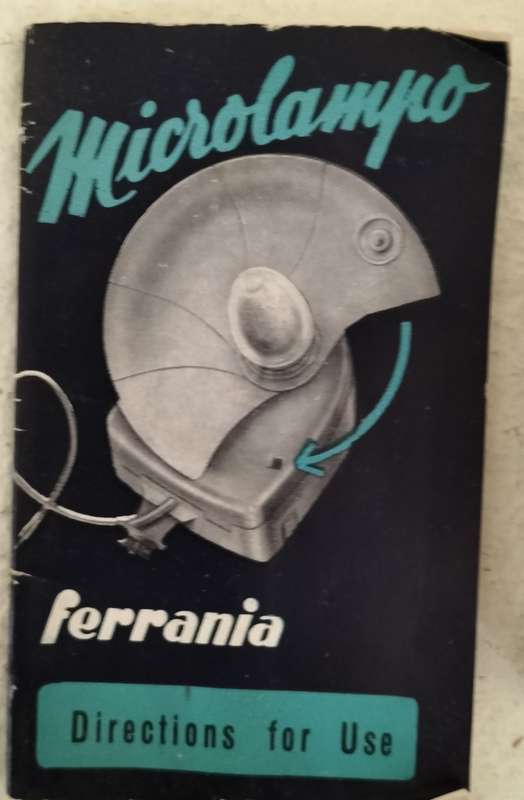 Microlampo
ferrania
Directions for Use